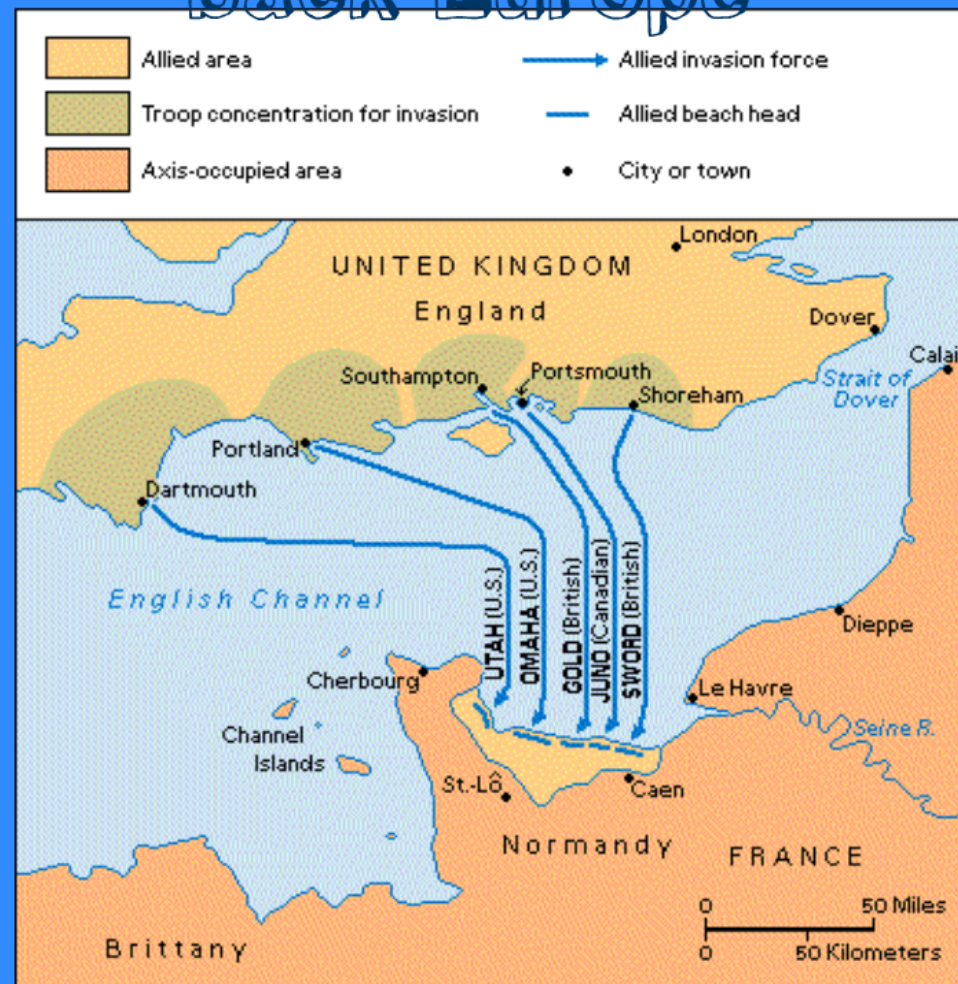 back Europe
Allied area
Allied invasion force
Troop concentration for invasion
Allied beach head
Axis-occupied area
City or town
London
UNITED KINGDOM
England
Dover
Calai
Strait of
Dover
Southampton
Portsmouth
Shoreham
Portland
Dartmouth
English Channel
UTAH (U.S.)
OMAHA (U.S.)
GOLD (British)
JUNO (Canadian)
SWORD (British)
Dieppe
Cherbourg
Le Havre
Channel
Islands
Seine R.
St.-Lô
Caen
Normandy
FRANCE
0 50 Miles
0 50 Kilometers
Brittany